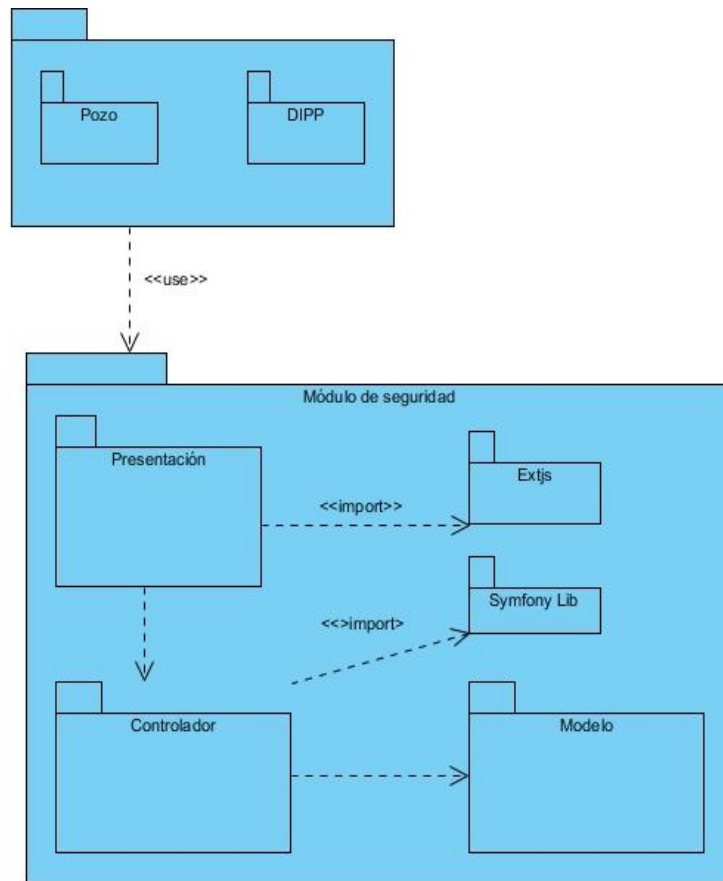 Pozo
DIPP
<<use>>
Módulo de seguridad
Presentación
Extjs
<<import>>
Symfony Lib
<<>import>
Controlador
Modelo